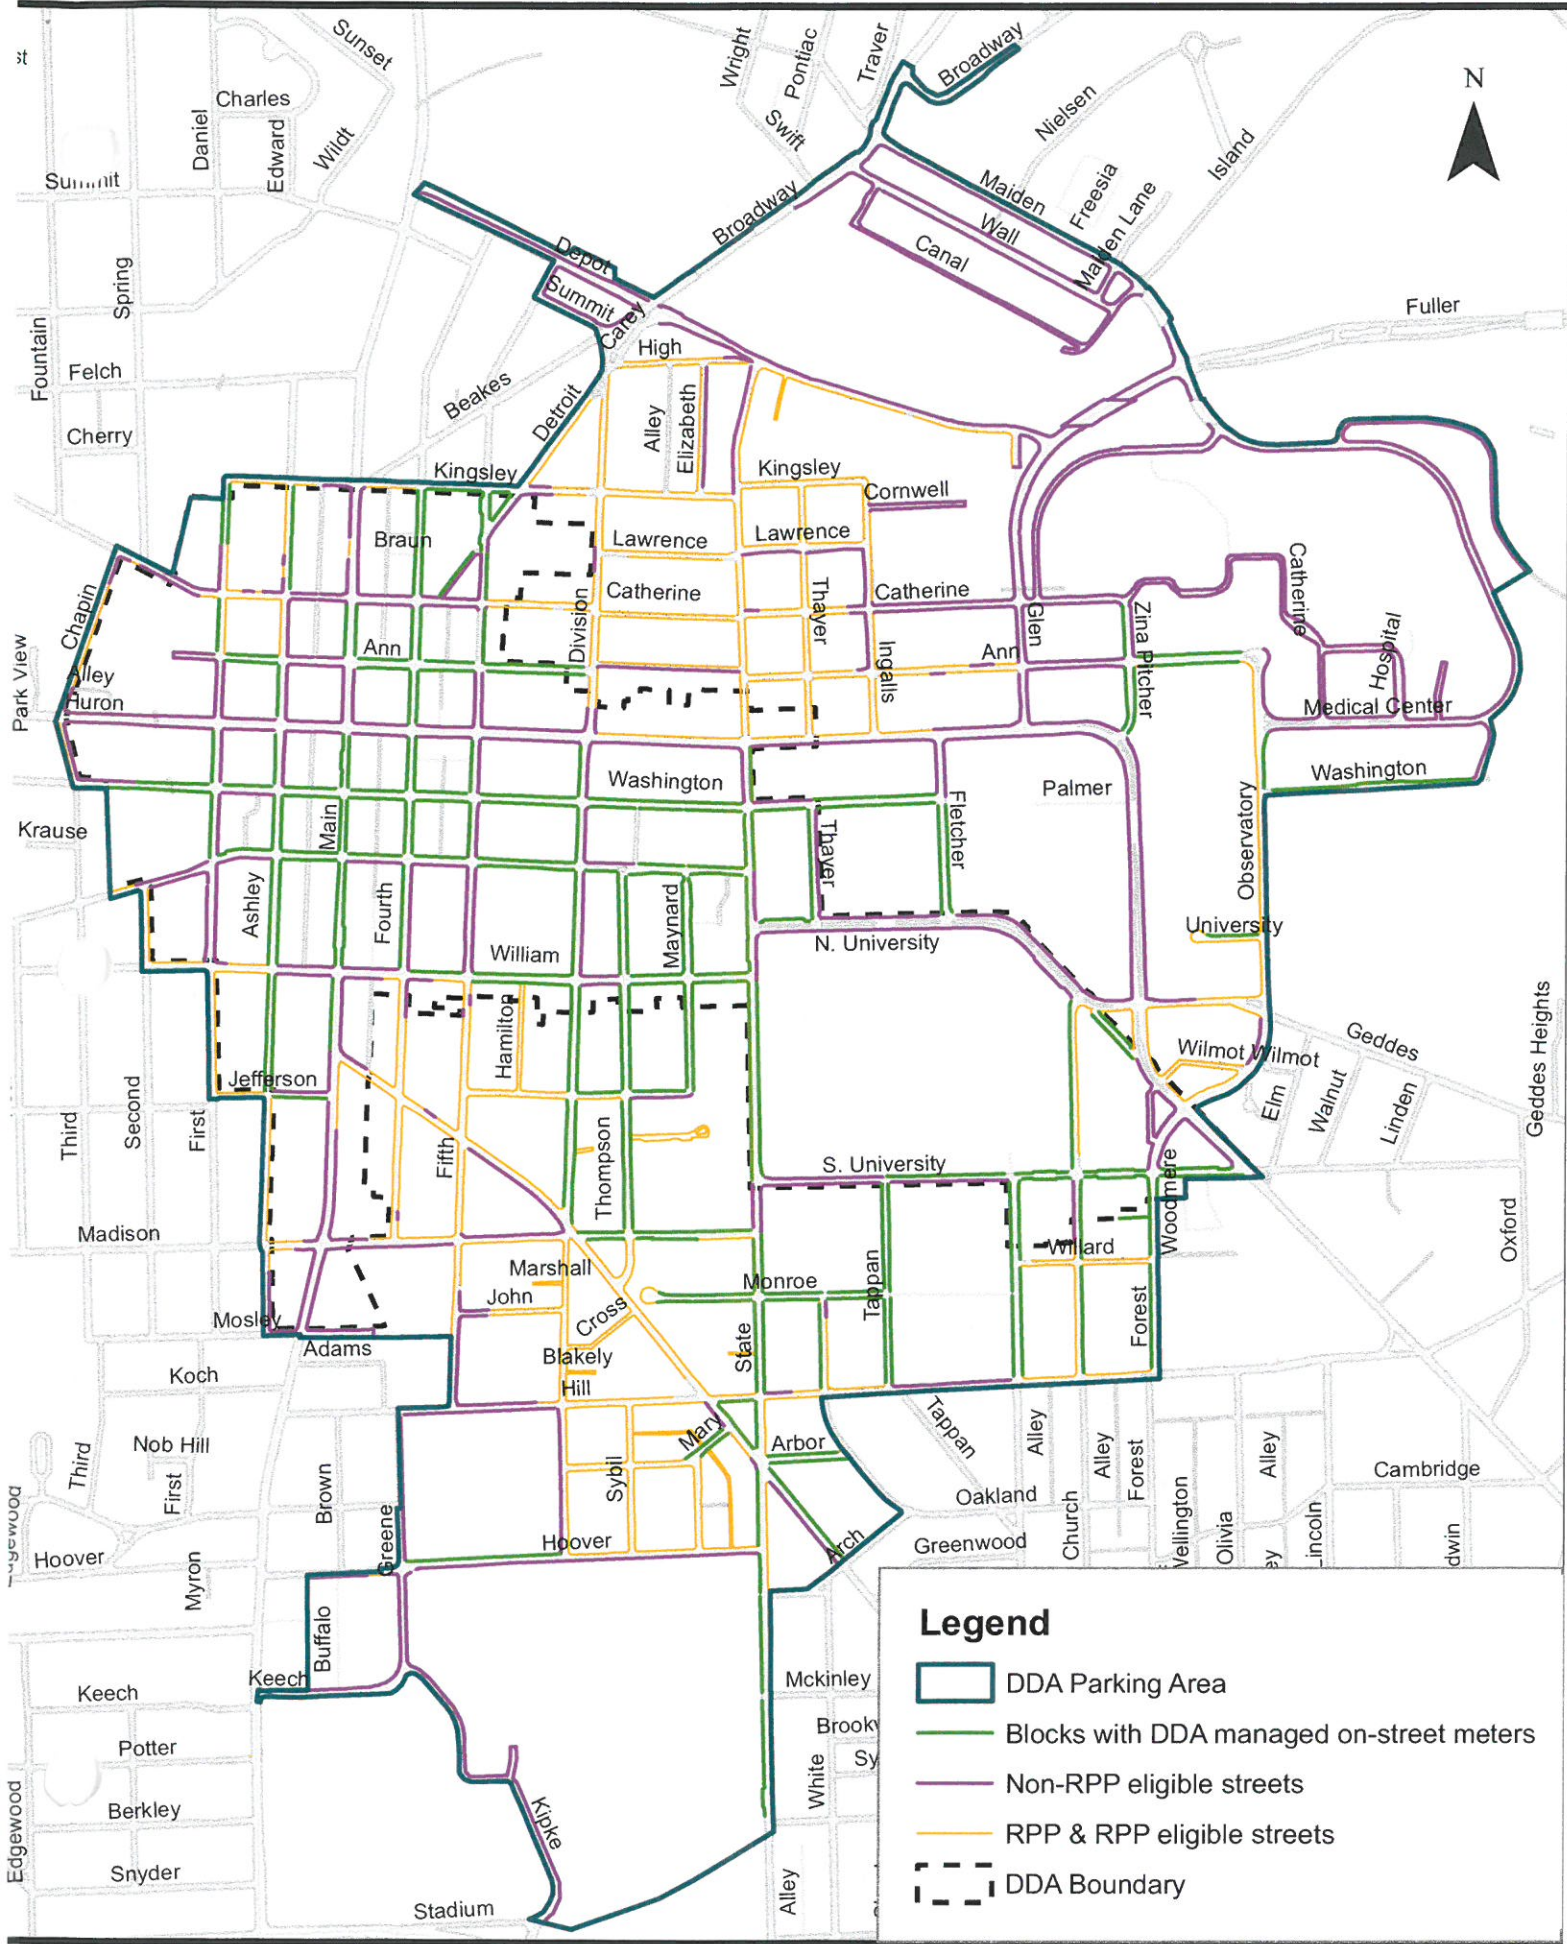 st
Sunset
Wright
Pontiac
Traver
Broadway
N
Charles
Daniel
Edward
Wildt
Swift
Nielsen
Island
Summit
Maiden
Freesia
Maiden Lane
Wall
Canal
Broadway
Depot
Summit
Carey
Spring
Fountain
Fuller
High
Felch
Beakes
Detroit
Alley
Elizabeth
Cherry
Kingsley
Kingsley
Cornwell
Braun
Lawrence
Lawrence
Catherine
Catherine
Thayer
Catherine
Chapin
Division
Glen
Zina Pitcher
Hospital
Park View
Ann
Ann
Ingalls
Alley
Huron
Medical Center
Washington
Palmer
Washington
Krause
Main
Fletcher
Thayer
Observatory
Ashley
Fourth
Maynard
University
William
N. University
Hamilton
Geddes
Geddes Heights
Wilmot
Wilmot
Jefferson
Elm
Walnut
Linden
Third
Second
First
Fifth
Thompson
S. University
Woodmere
Oxford
Madison
Willard
Marshall
Monroe
Tappan
John
Cross
Mosley
Adams
State
Forest
Blakely
Koch
Hill
Nob Hill
Mary
Arbor
Tappan
Alley
Alley
Forest
Alley
Third
First
Brown
Sybil
Cambridge
Oakland
Church
Greene
Hoover
Hoover
Arch
Greenwood
Myron
Olivia
dwin
Buffalo
Keech
Keech
Mckinley
Potter
White
Sy
Berkley
Edgewood
Kipke
Snyder
Alley
Stadium
Legend
DDA Parking Area
Blocks with DDA managed on-street meters
Non-RPP eligible streets
RPP & RPP eligible streets
DDA Boundary